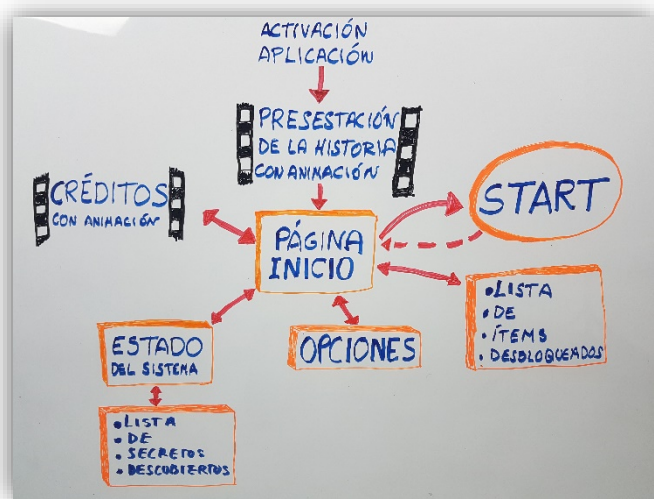 ACTIVACIÓN
APLICACIÓN
PRESESTACIÓN
DE LA HISTORIA
CON ANIMACIÓN
CRÉDITOS
CON ANIMACIÓN
START
PÁGINA
INICIO
• LISTA
• DE
• ÍTEMS
• DESBLOQUEADOS
ESTADO
DEL SISTEMA
OPCIONES
• LISTA
• DE
• SECRETOS
• DESCUBIERTOS